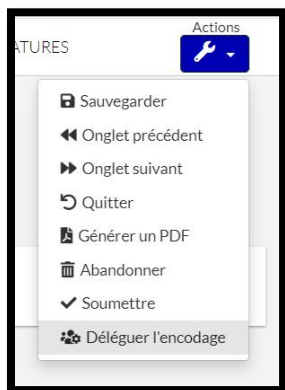 Actions
ATURES
Sauvegarder
Onglet précédent
Onglet suivant
Quitter
Générer un PDF
Abandonner
Soumettre
Déléguer l'encodage